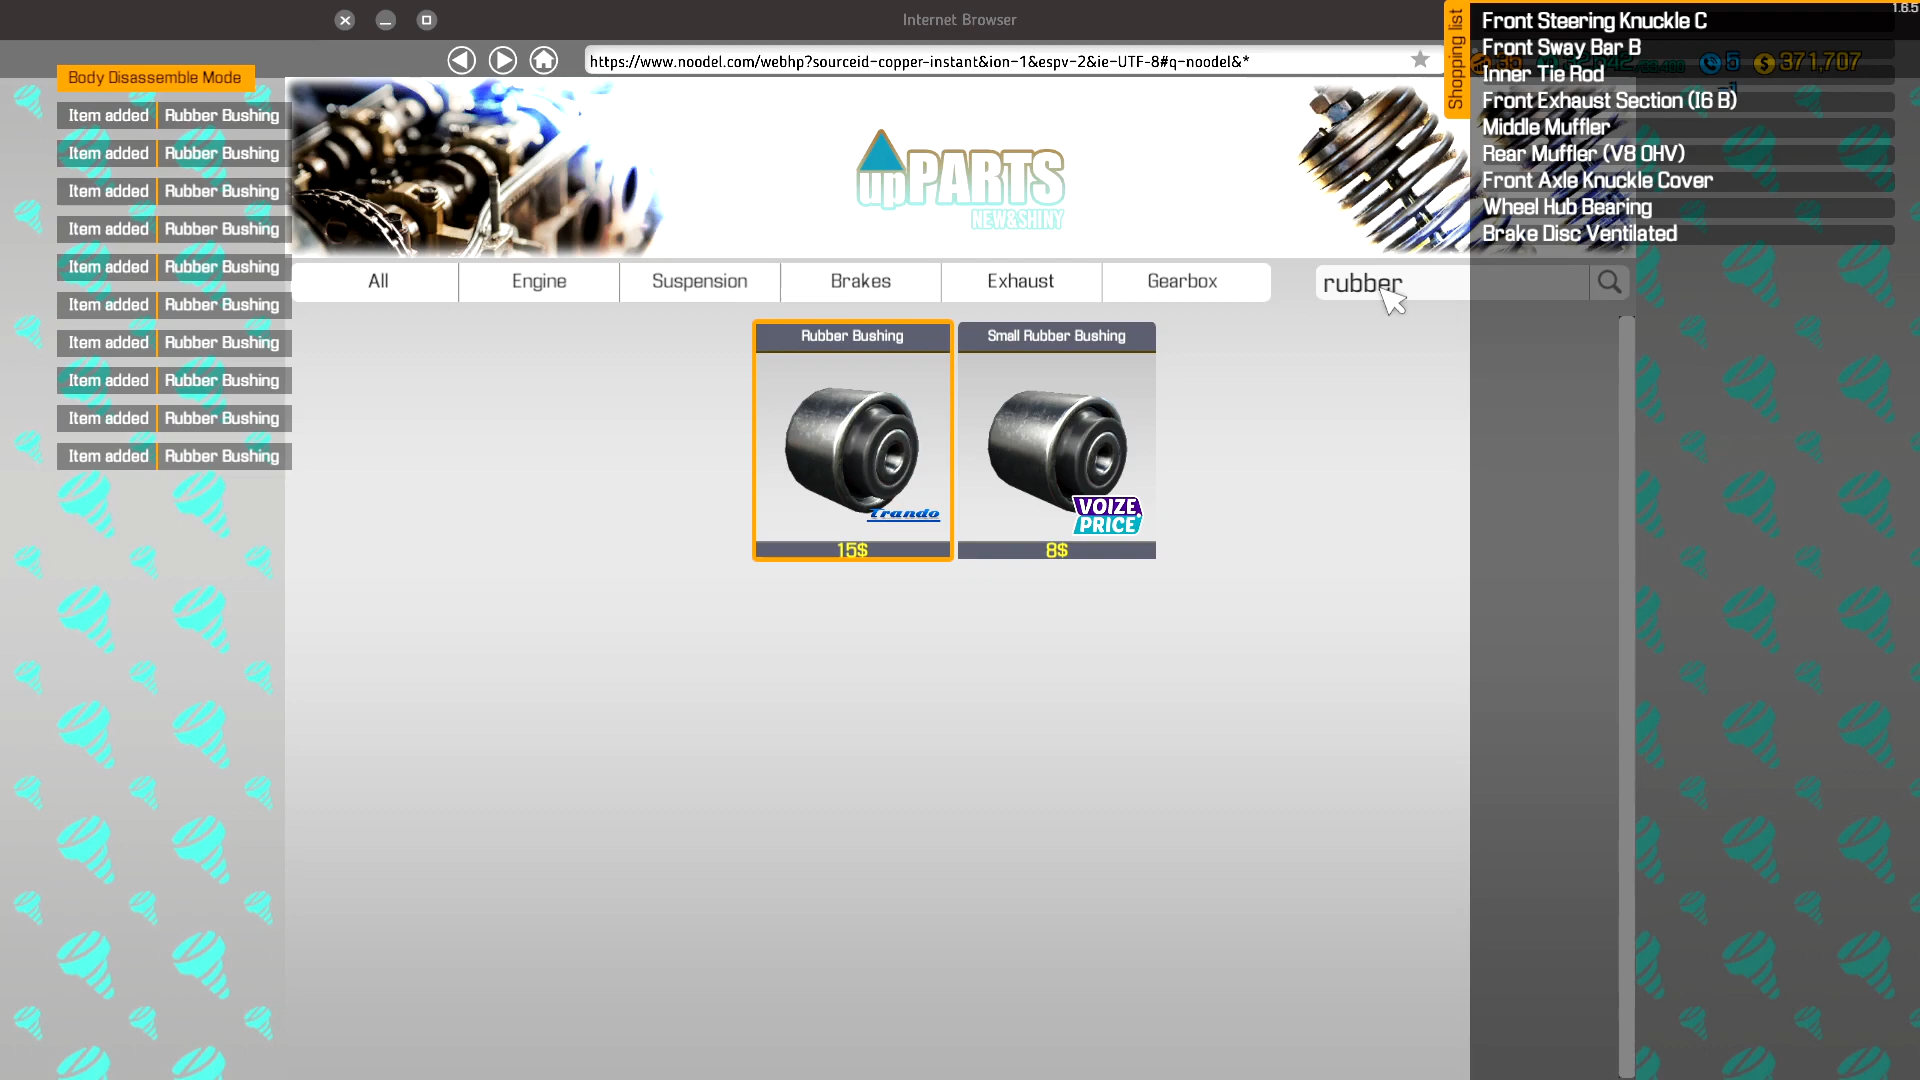 Internet Browser
https://www.noodel.com/webhp?sourceid-copper-instant&ion-1&espv-2&ie-UTF-8#q-noodel&*
1.6.5
5
371,707
Body Disassemble Mode
Item added Rubber Bushing
Item added Rubber Bushing
Item added Rubber Bushing
Item added Rubber Bushing
Item added Rubber Bushing
Item added Rubber Bushing
Item added Rubber Bushing
Item added Rubber Bushing
Item added Rubber Bushing
Item added Rubber Bushing
upPARTS
NEW&SHINY
All Engine Suspension Brakes Exhaust Gearbox
rubber
Rubber Bushing
Trando
15$
Small Rubber Bushing
VOIZE
PRICE
8$
Shopping list
Front Steering Knuckle C
Front Sway Bar B
Inner Tie Rod
Front Exhaust Section (I6 B)
Middle Muffler
Rear Muffler (V8 OHV)
Front Axle Knuckle Cover
Wheel Hub Bearing
Brake Disc Ventilated